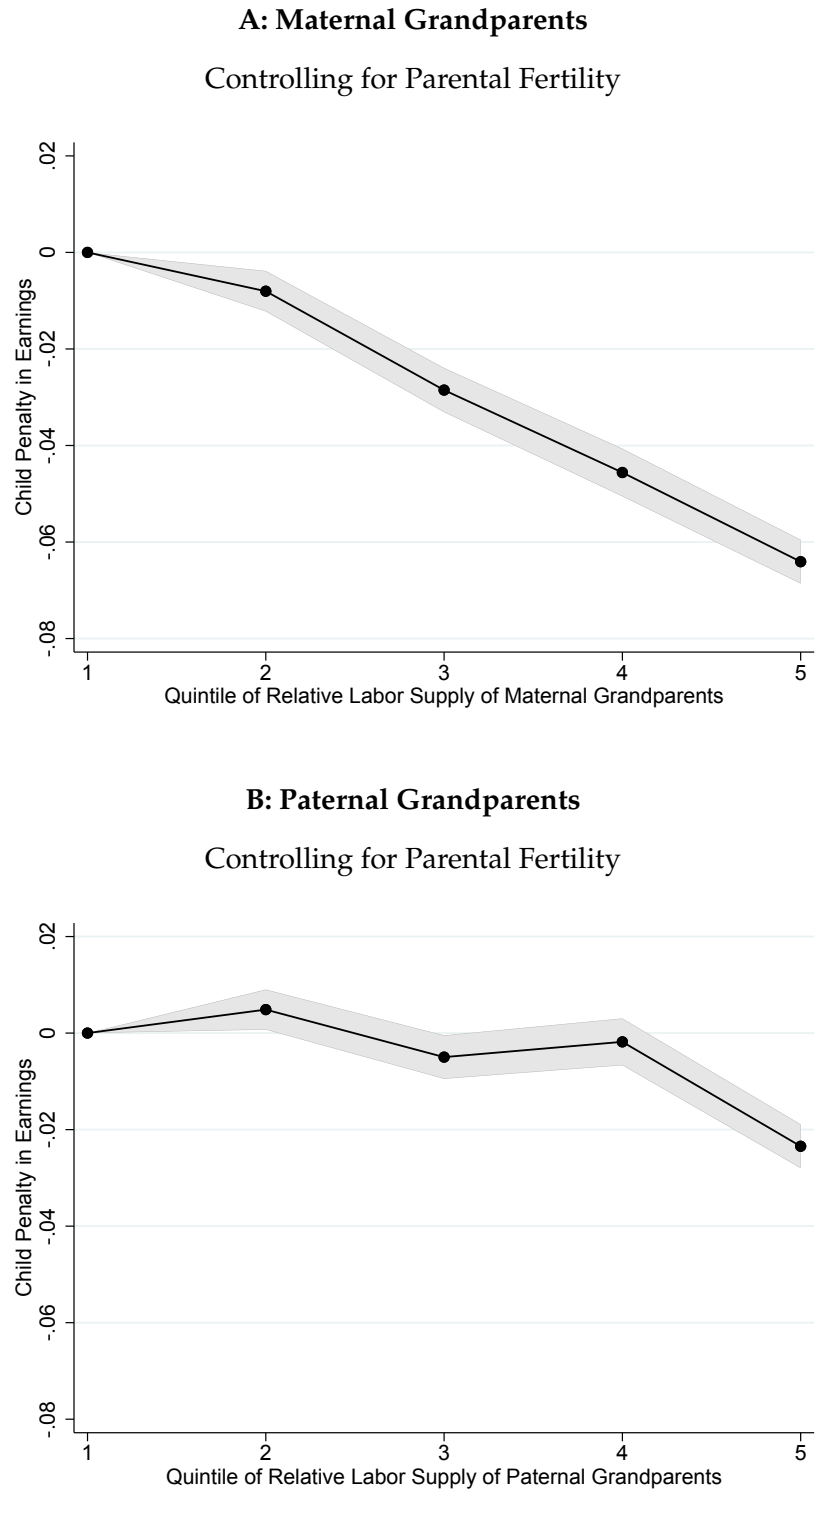 A: Maternal Grandparents
Controlling for Parental Fertility
.02
0
-.02
-.04
-.06
-.08
Child Penalty in Earnings
1 2 3 4 5
Quintile of Relative Labor Supply of Maternal Grandparents
B: Paternal Grandparents
Controlling for Parental Fertility
.02
0
-.02
-.04
-.06
-.08
Child Penalty in Earnings
1 2 3 4 5
Quintile of Relative Labor Supply of Paternal Grandparents